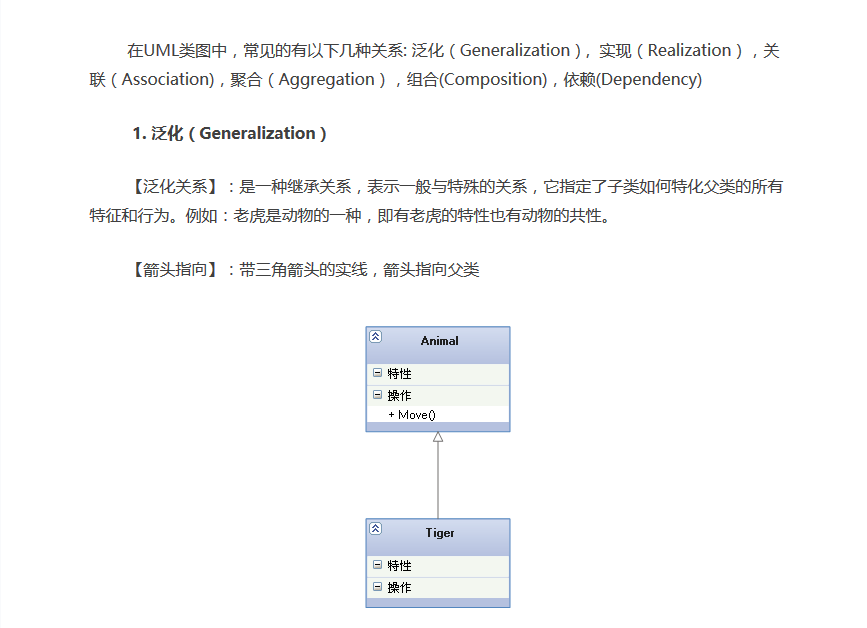 在UML类图中，常见的有以下几种关系: 泛化（Generalization）, 实现（Realization），关
联（Association)，聚合（Aggregation），组合(Composition)，依赖(Dependency)
1. 泛化（Generalization）
【泛化关系】：是一种继承关系，表示一般与特殊的关系，它指定了子类如何特化父类的所有
特征和行为。例如：老虎是动物的一种，即有老虎的特性也有动物的共性。
【箭头指向】：带三角箭头的实线，箭头指向父类
Animal
特性
操作
+ Move()
Tiger
特性
操作